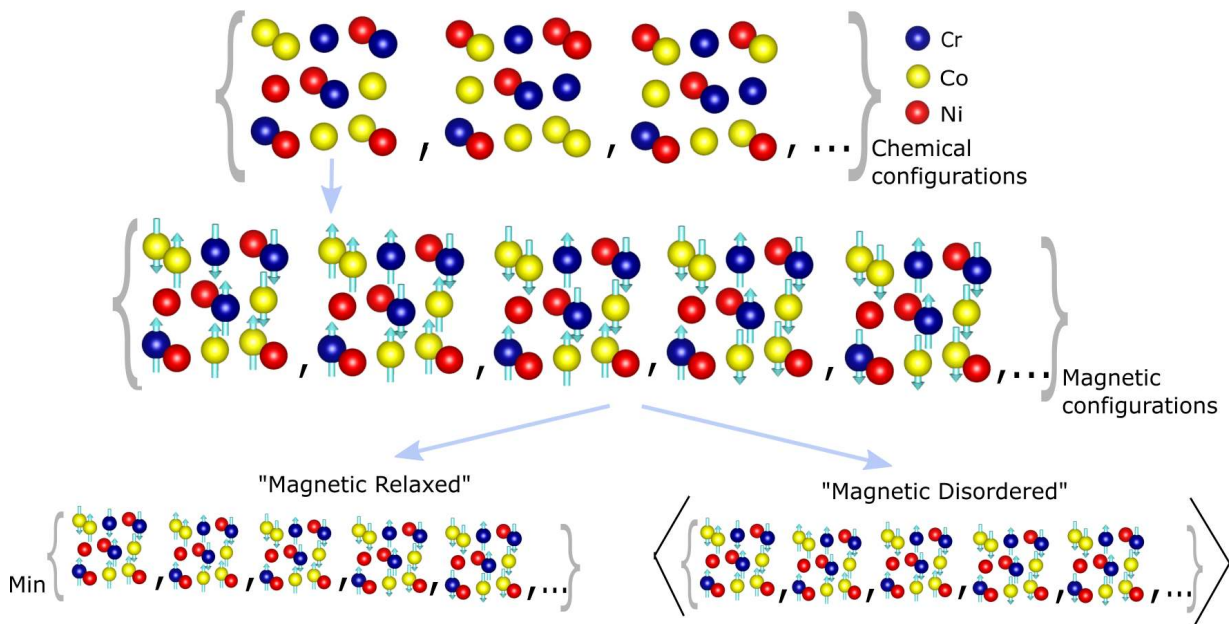 Cr
Co
Ni
{ , , , ... }
Chemical
configurations
{ , , , , ,... }
Magnetic
configurations
"Magnetic Relaxed"
"Magnetic Disordered"
Min { , , , , ,... }
⟨ { , , , , ,... } ⟩